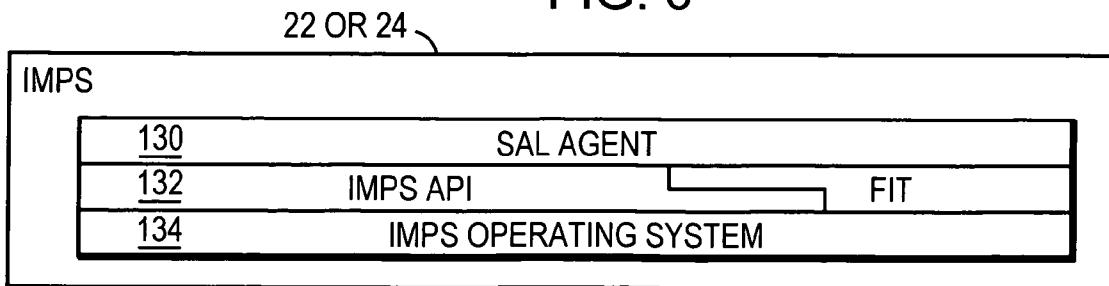 22 OR 24
IMPS
130 SAL AGENT
132 IMPS API FIT
134 IMPS OPERATING SYSTEM